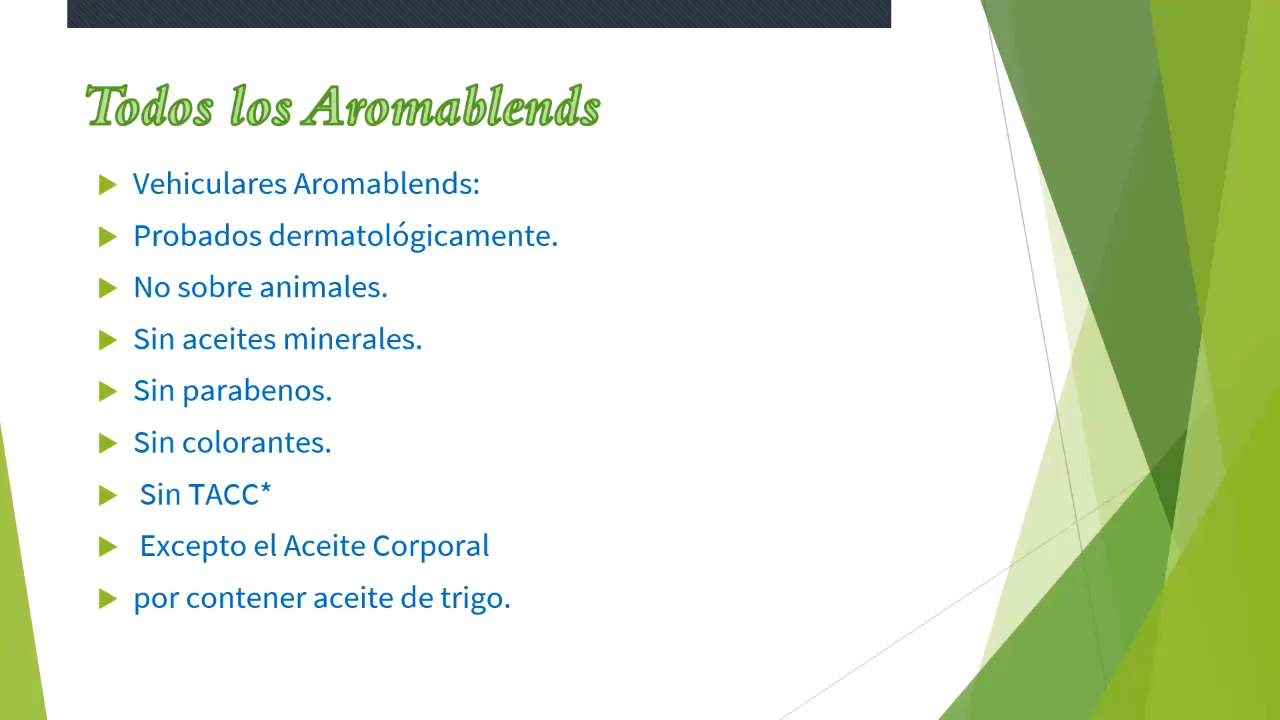 Todos los Aromablends
Vehiculares Aromablends:
Probados dermatológicamente.
No sobre animales.
Sin aceites minerales.
Sin parabenos.
Sin colorantes.
Sin TACC*
Excepto el Aceite Corporal
por contener aceite de trigo.